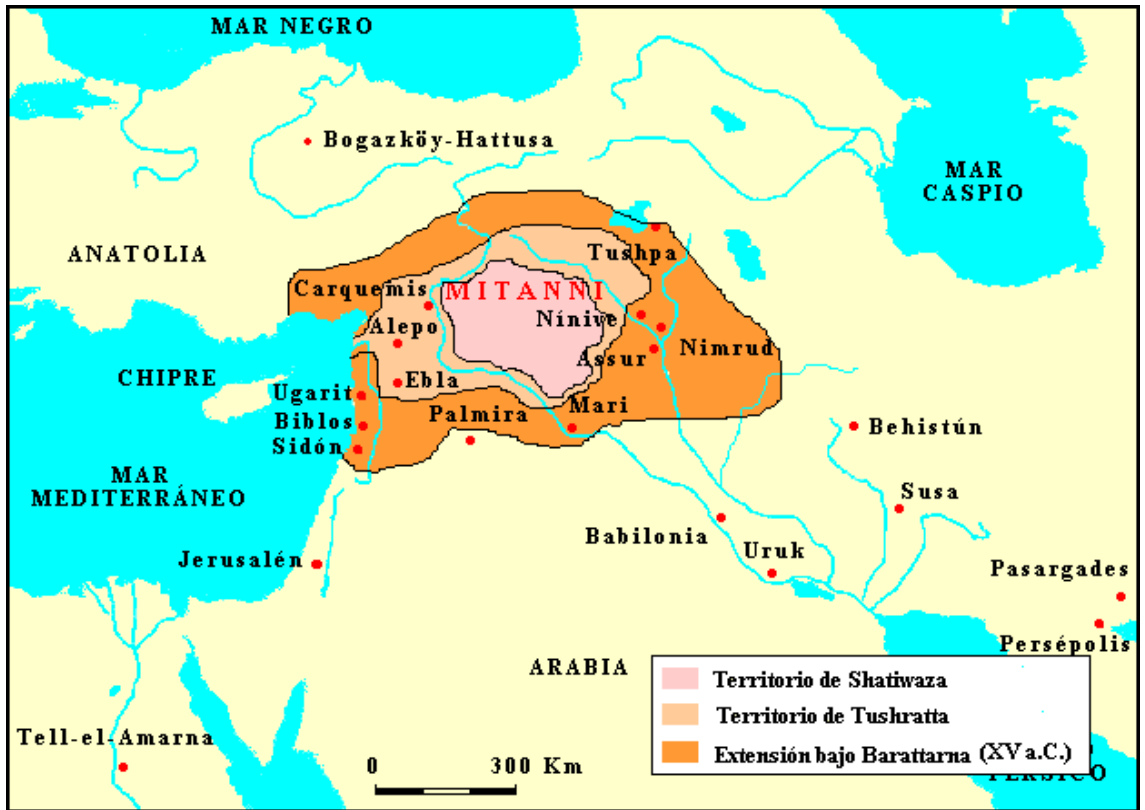 MAR NEGRO
Bogazköy-Hattusa
MAR
CASPIO
ANATOLIA
Tushpa
Carquemis
MITANNI
Nínive
Alepo
Assur
Nimrud
CHIPRE
Ebla
Ugarit
Palmira
Mari
Biblos
Behistún
Sidón
MAR
MEDITERRÁNEO
Susa
Babilonia
Uruk
Jerusalén
Pasargades
Persépolis
ARABIA
Territorio de Shatiwaza
Territorio de Tushratta
Extensión bajo Barattarna (XV a.C.)
Tell-el-Amarna
0 300 Km